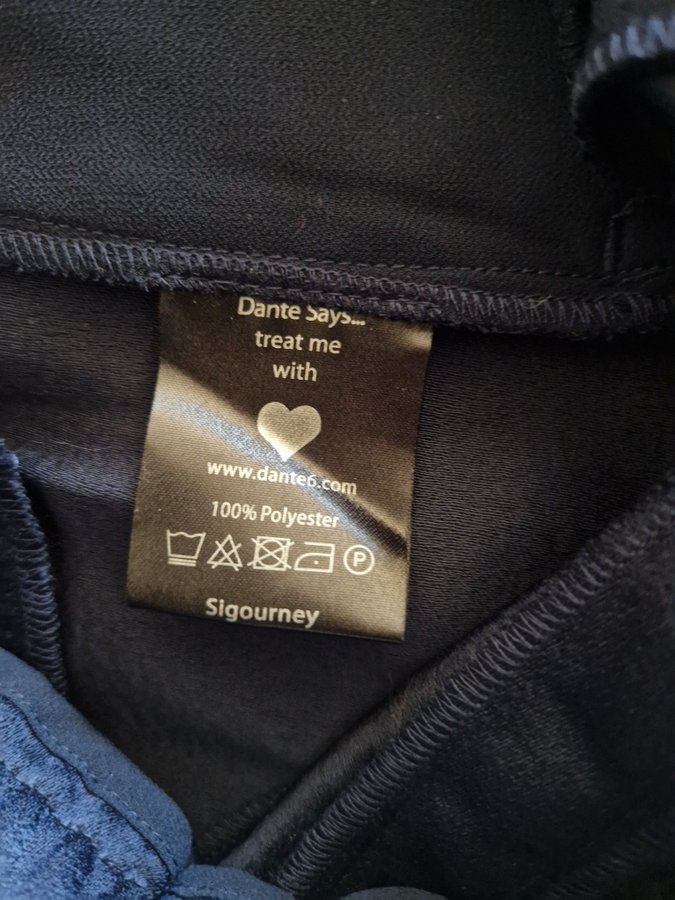 Dante Says...
treat me
with
www.dante6.com
100% Polyester
P
Sigourney